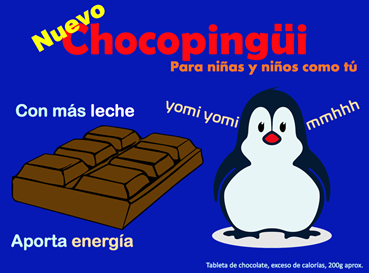 Nuevo
Chocopingüi
Para niñas y niños como tú
Con más leche
yomi yomi
mmhhh
Aporta energía
Tableta de chocolate, exceso de calorías, 200g aprox.